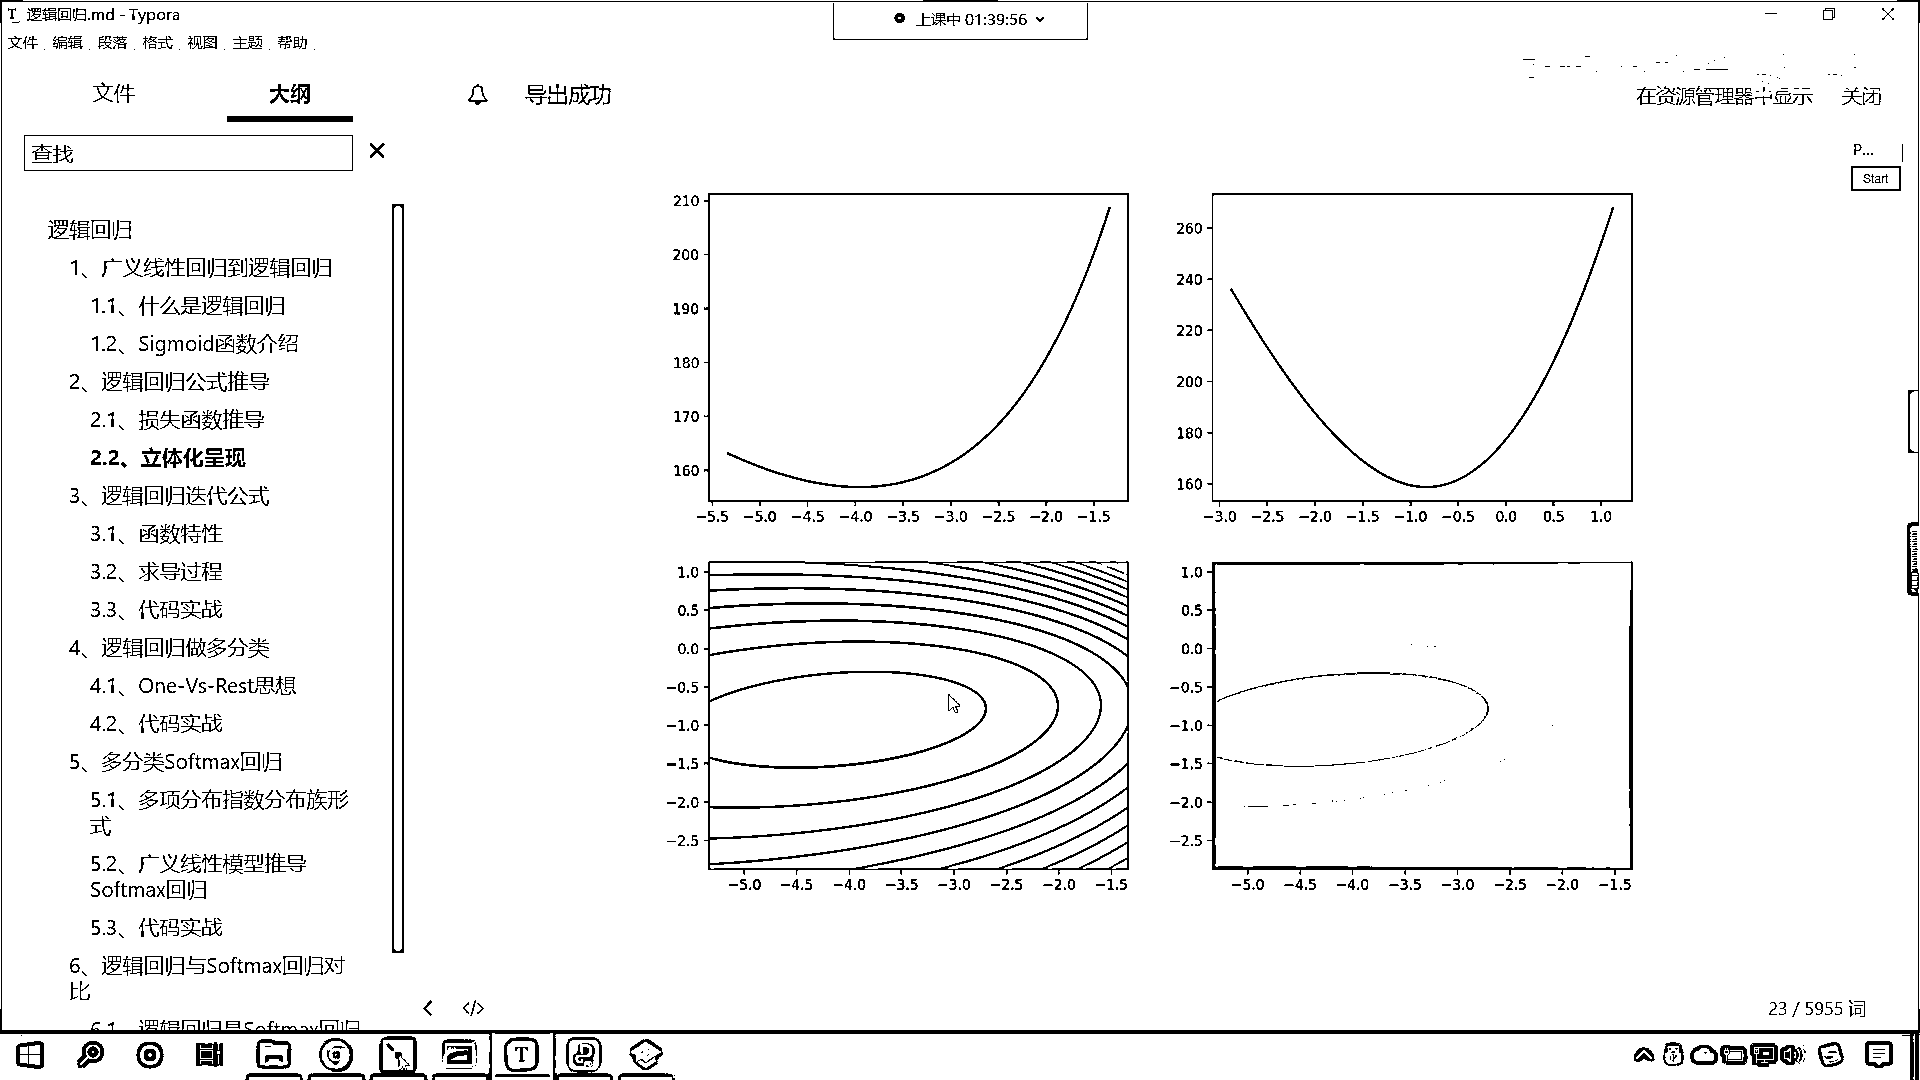 逻辑回归.md - Typora
上课中 01:39:56
文件 编辑 段落 格式 视图 主题 帮助
文件 大纲
导出成功
在资源管理器中显示 关闭
查找
P...
Start
逻辑回归
1、广义线性回归到逻辑回归
1.1、什么是逻辑回归
1.2、Sigmoid函数介绍
2、逻辑回归公式推导
2.1、损失函数推导
2.2、立体化呈现
3、逻辑回归迭代公式
3.1、函数特性
3.2、求导过程
3.3、代码实战
4、逻辑回归做多分类
4.1、One-Vs-Rest思想
4.2、代码实战
5、多分类Softmax回归
5.1、多项分布指数分布族形
式
5.2、广义线性模型推导
Softmax回归
5.3、代码实战
6、逻辑回归与Softmax回归对
比
6.1、逻辑回归是Softmax回归
210
200
190
180
170
160
−5.5 −5.0 −4.5 −4.0 −3.5 −3.0 −2.5 −2.0 −1.5
260
240
220
200
180
160
−3.0 −2.5 −2.0 −1.5 −1.0 −0.5 0.0 0.5 1.0
1.0
0.5
0.0
−0.5
−1.0
−1.5
−2.0
−2.5
−5.0 −4.5 −4.0 −3.5 −3.0 −2.5 −2.0 −1.5
1.0
0.5
0.0
−0.5
−1.0
−1.5
−2.0
−2.5
−5.0 −4.5 −4.0 −3.5 −3.0 −2.5 −2.0 −1.5
23 / 5955 词